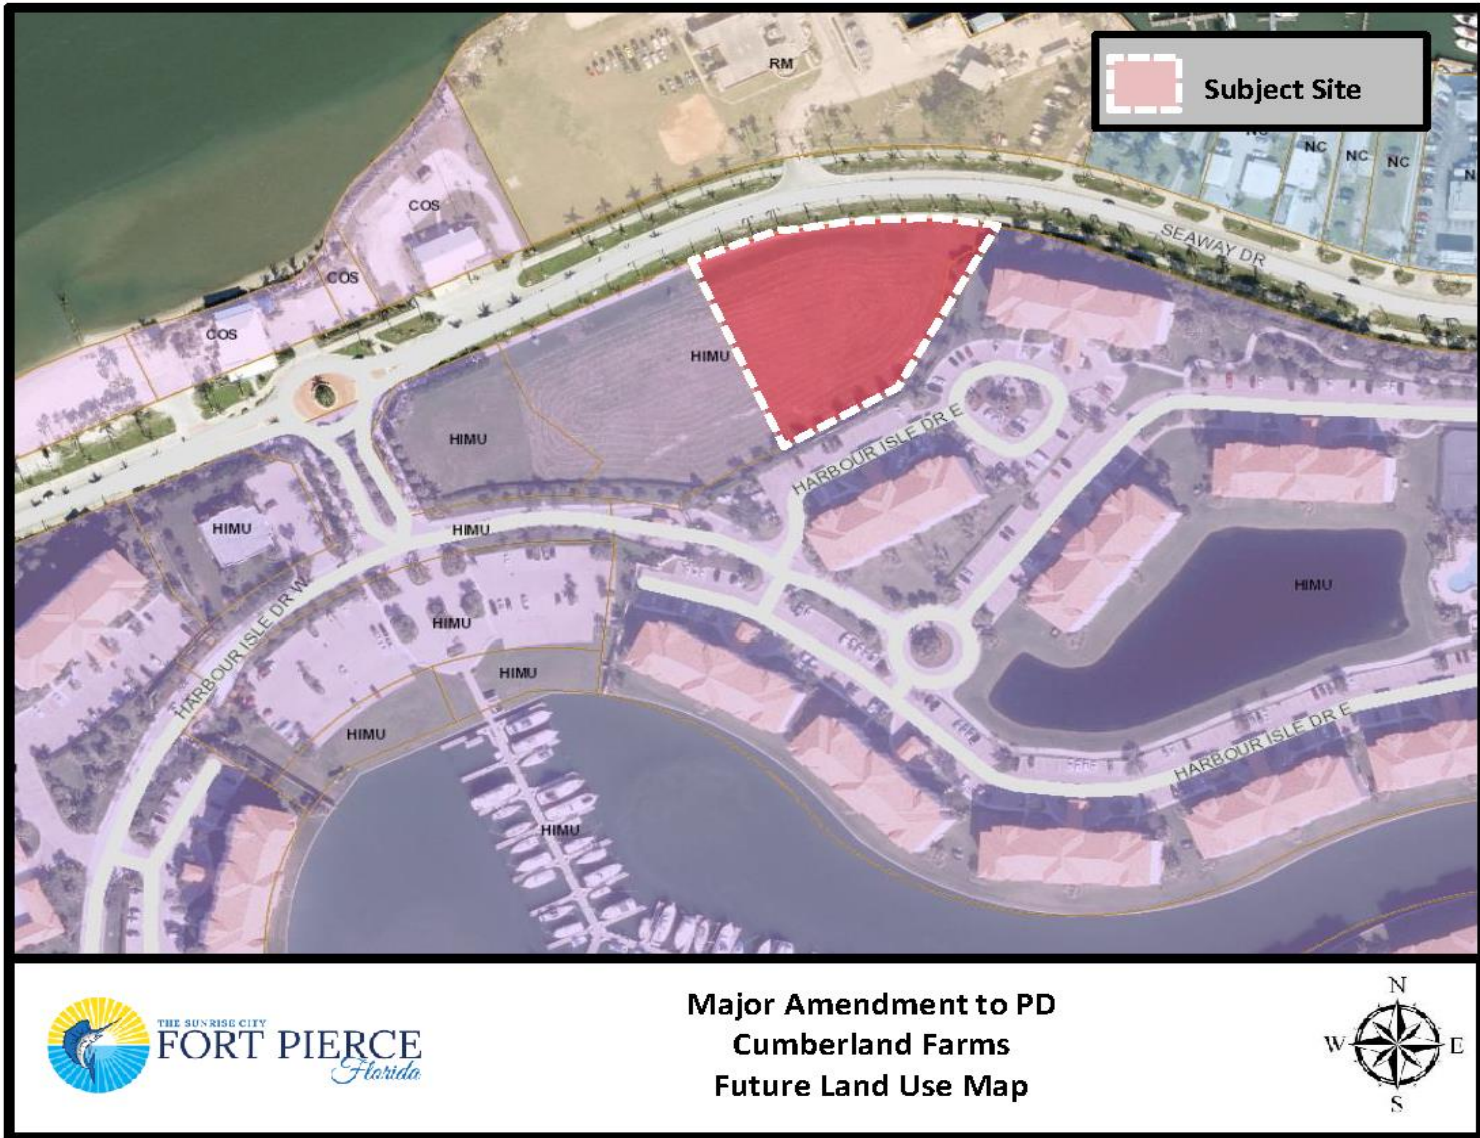 RM
Subject Site
NC
NC
NC
NC
N
COS
COS
COS
SEAWAY DR
HIMU
HIMU
HARBOUR ISLE DR E
HIMU
HIMU
HIMU
HARBOUR ISLE DR W
HIMU
HIMU
HIMU
HARBOUR ISLE DR E
HIMU
THE SUNRISE CITY
FORT PIERCE
Florida
Major Amendment to PD
Cumberland Farms
Future Land Use Map
N
W
E
S